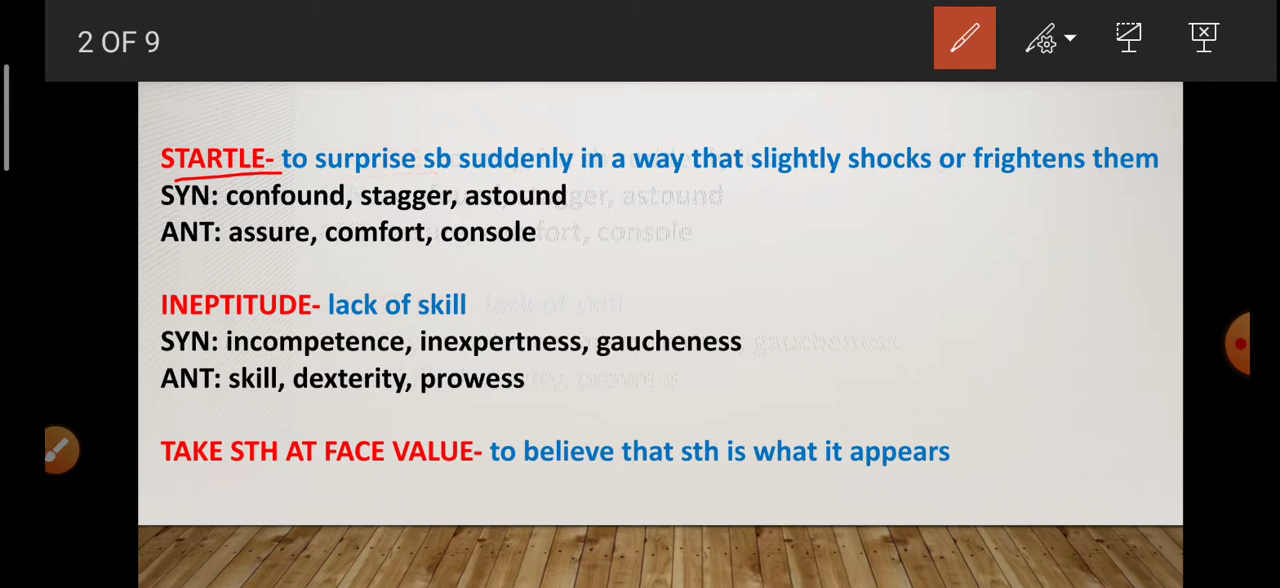 2 OF 9
STARTLE- to surprise sb suddenly in a way that slightly shocks or frightens them
SYN: confound, stagger, astound
ANT: assure, comfort, console
INEPTITUDE- lack of skill
SYN: incompetence, inexpertness, gaucheness
ANT: skill, dexterity, prowess
TAKE STH AT FACE VALUE- to believe that sth is what it appears